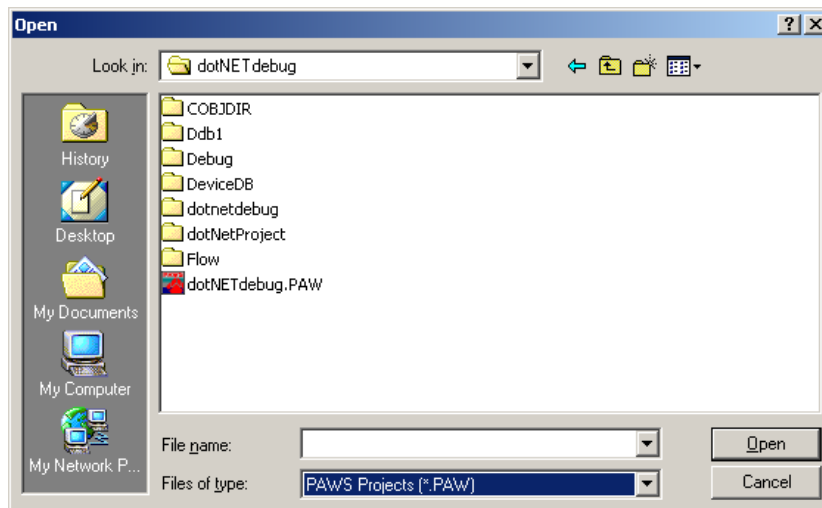 Open
Look in: dotNETdebug
COBJDIR
Ddb1
Debug
DeviceDB
dotnetdebug
dotNetProject
Flow
dotNETdebug.PAW
History
Desktop
My Documents
My Computer
My Network P...
File name:
Open
Files of type: PAWS Projects (*.PAW)
Cancel